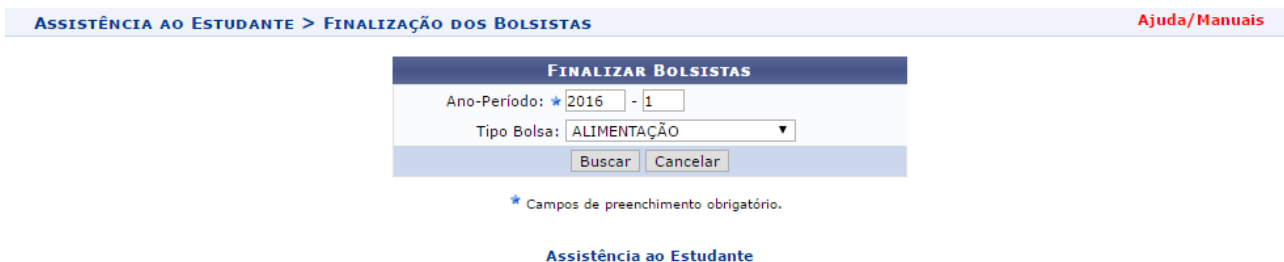 Assistência ao Estudante > Finalização dos Bolsistas
Ajuda/Manuais
Finalizar Bolsistas
Ano-Período: 2016 - 1
Tipo Bolsa: ALIMENTAÇÃO
Buscar Cancelar
Campos de preenchimento obrigatório.
Assistência ao Estudante